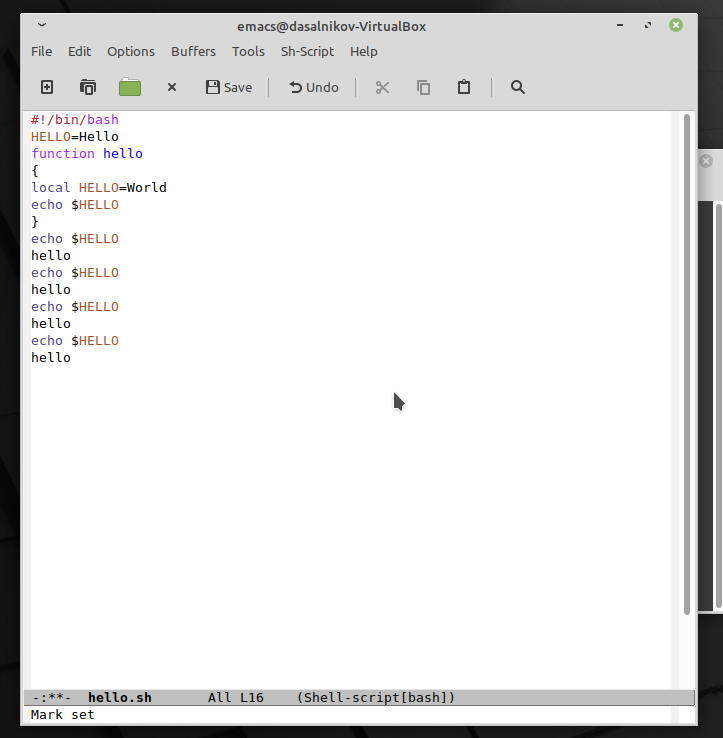 emacs@dasalnikov-VirtualBox
File Edit Options Buffers Tools Sh-Script Help
Save Undo
#!/bin/bash
HELLO=Hello
function hello
{
local HELLO=World
echo $HELLO
}
echo $HELLO
hello
echo $HELLO
hello
echo $HELLO
hello
echo $HELLO
hello
-:**- hello.sh All L16 (Shell-script[bash])
Mark set